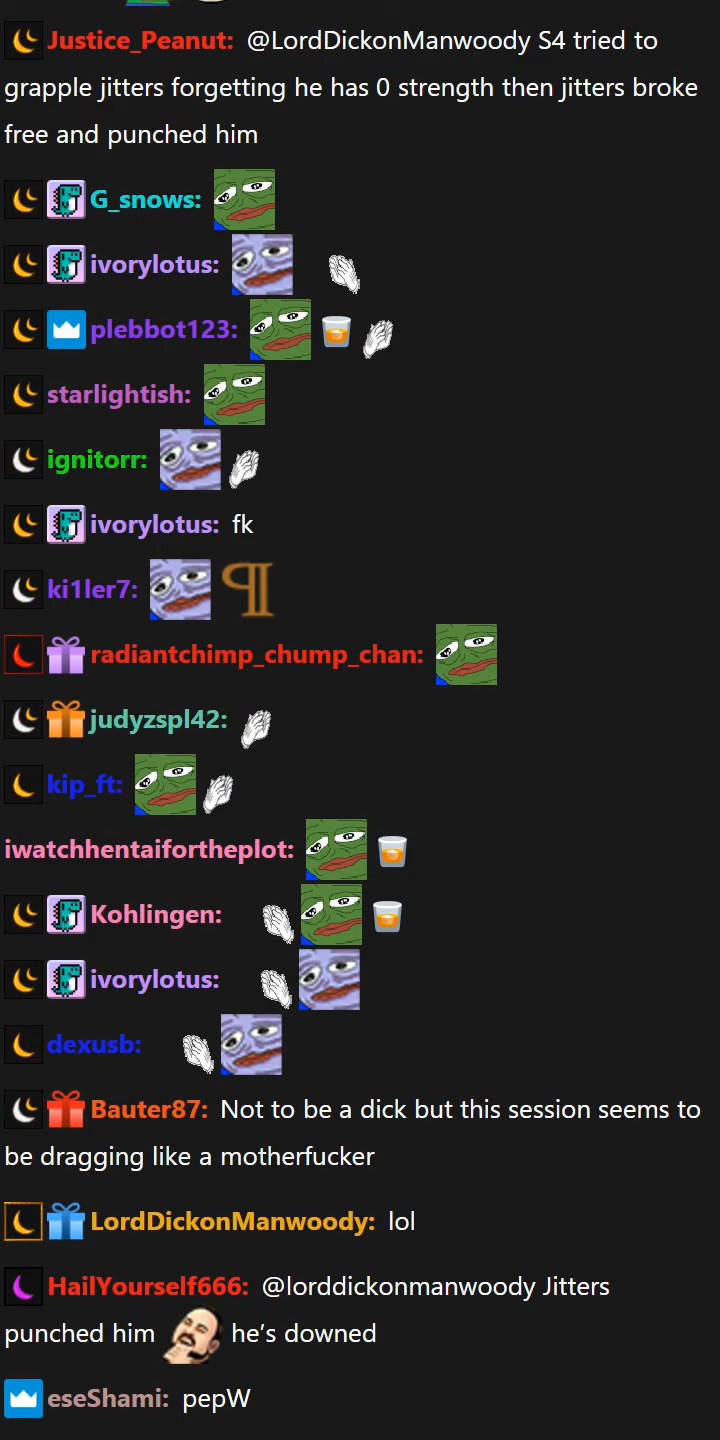 Justice_Peanut: @LordDickonManwoody S4 tried to
grapple jitters forgetting he has 0 strength then jitters broke
free and punched him
G_snows:
ivorylotus:
plebbot123:
starlightish:
ignitorr:
ivorylotus: fk
ki1ler7: ¶
radiantchimp_chump_chan:
judyzspl42:
kip_ft:
iwatchhentaifortheplot:
Kohlingen:
ivorylotus:
dexusb:
Bauter87: Not to be a dick but this session seems to
be dragging like a motherfucker
LordDickonManwoody: lol
HailYourself666: @lorddickonmanwoody Jitters
punched him he’s downed
eseShami: pepW